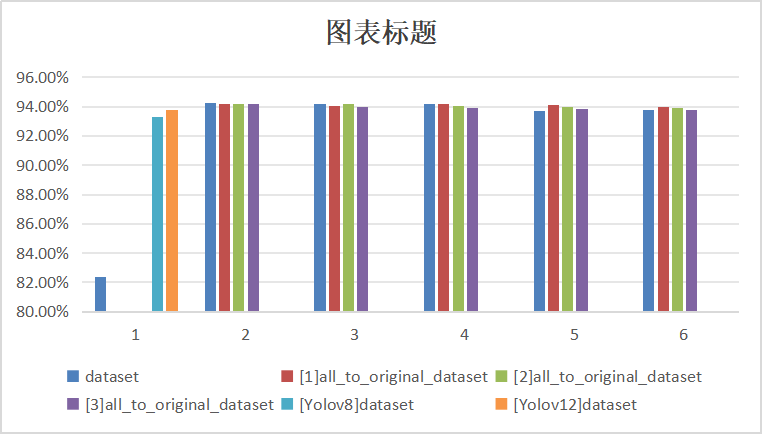 图表标题
96.00%
94.00%
92.00%
90.00%
88.00%
86.00%
84.00%
82.00%
80.00%
1 2 3 4 5 6
dataset [1]all_to_original_dataset [2]all_to_original_dataset
[3]all_to_original_dataset [Yolov8]dataset [Yolov12]dataset